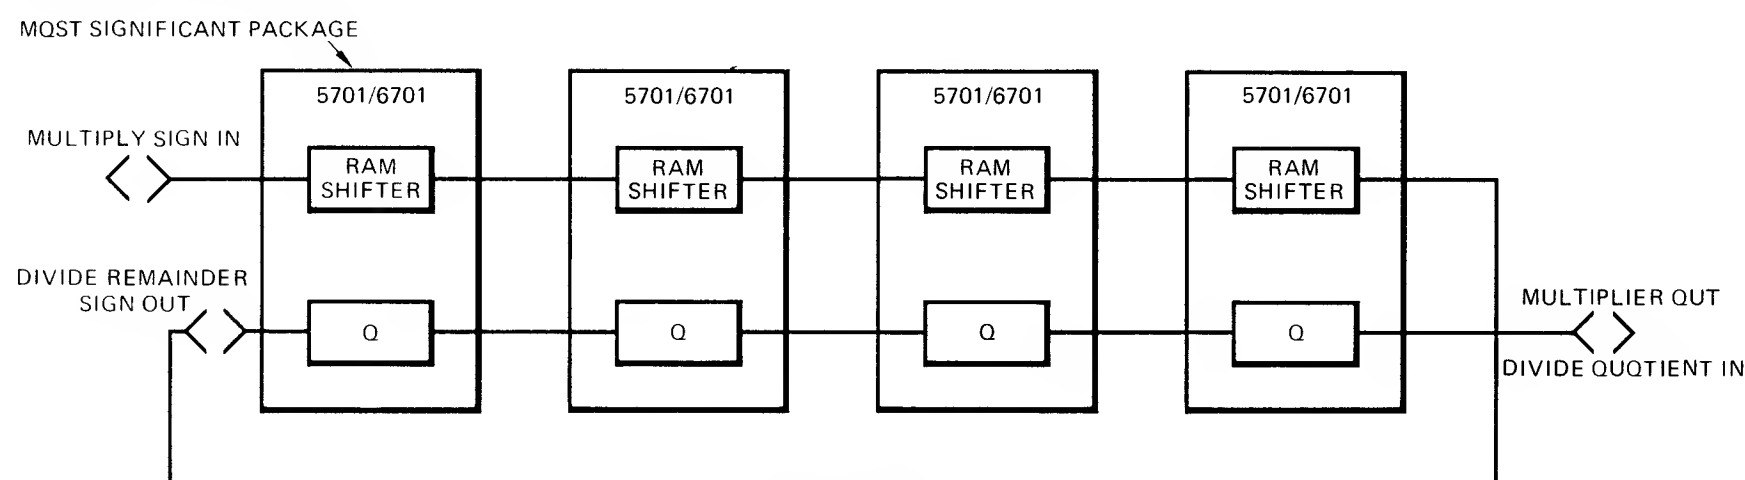 MOST SIGNIFICANT PACKAGE
5701/6701
5701/6701
5701/6701
5701/6701
MULTIPLY SIGN IN
RAM
SHIFTER
RAM
SHIFTER
RAM
SHIFTER
RAM
SHIFTER
DIVIDE REMAINDER
SIGN OUT
Q
Q
Q
Q
MULTIPLIER OUT
DIVIDE QUOTIENT IN